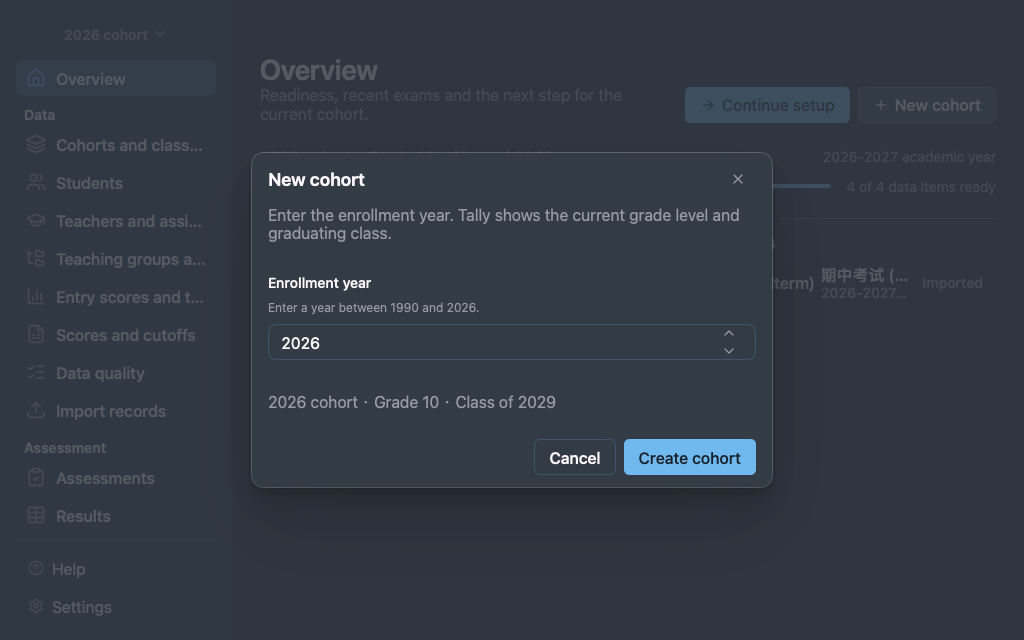 2026 cohort
Overview
Data
Cohorts and class...
Students
Teachers and assi...
Teaching groups a...
Entry scores and t...
Scores and cutoffs
Data quality
Import records
Assessment
Assessments
Results
Help
Settings
Overview
Readiness, recent exams and the next step for the
current cohort.
Continue setup
New cohort
2026-2027 academic year
4 of 4 data items ready
term)
期中考试 (...
2026-2027...
Imported
New cohort
Enter the enrollment year. Tally shows the current grade level and
graduating class.
Enrollment year
Enter a year between 1990 and 2026.
2026
2026 cohort · Grade 10 · Class of 2029
Cancel
Create cohort